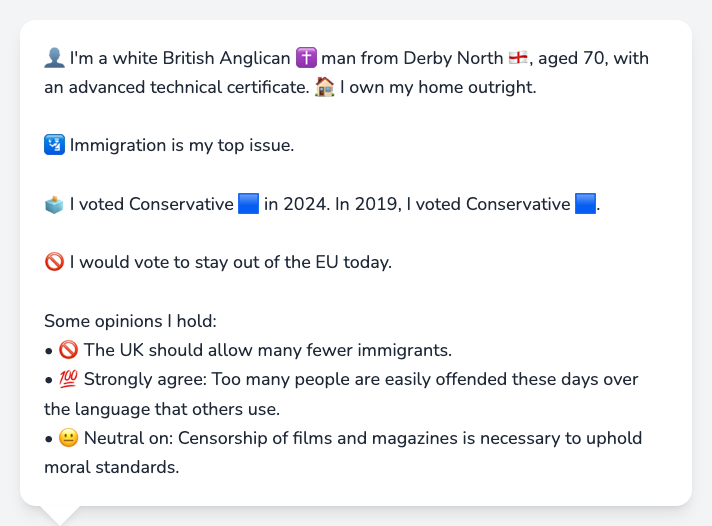 👤 I'm a white British Anglican ✝️ man from Derby North 🏴󠁧󠁢󠁥󠁮󠁧󠁿, aged 70, with
an advanced technical certificate. 🏠 I own my home outright.
🛂 Immigration is my top issue.
🗳️ I voted Conservative 🟦 in 2024. In 2019, I voted Conservative 🟦.
🚫 I would vote to stay out of the EU today.
Some opinions I hold:
• 🚫 The UK should allow many fewer immigrants.
• 💯 Strongly agree: Too many people are easily offended these days over
the language that others use.
• 😐 Neutral on: Censorship of films and magazines is necessary to uphold
moral standards.